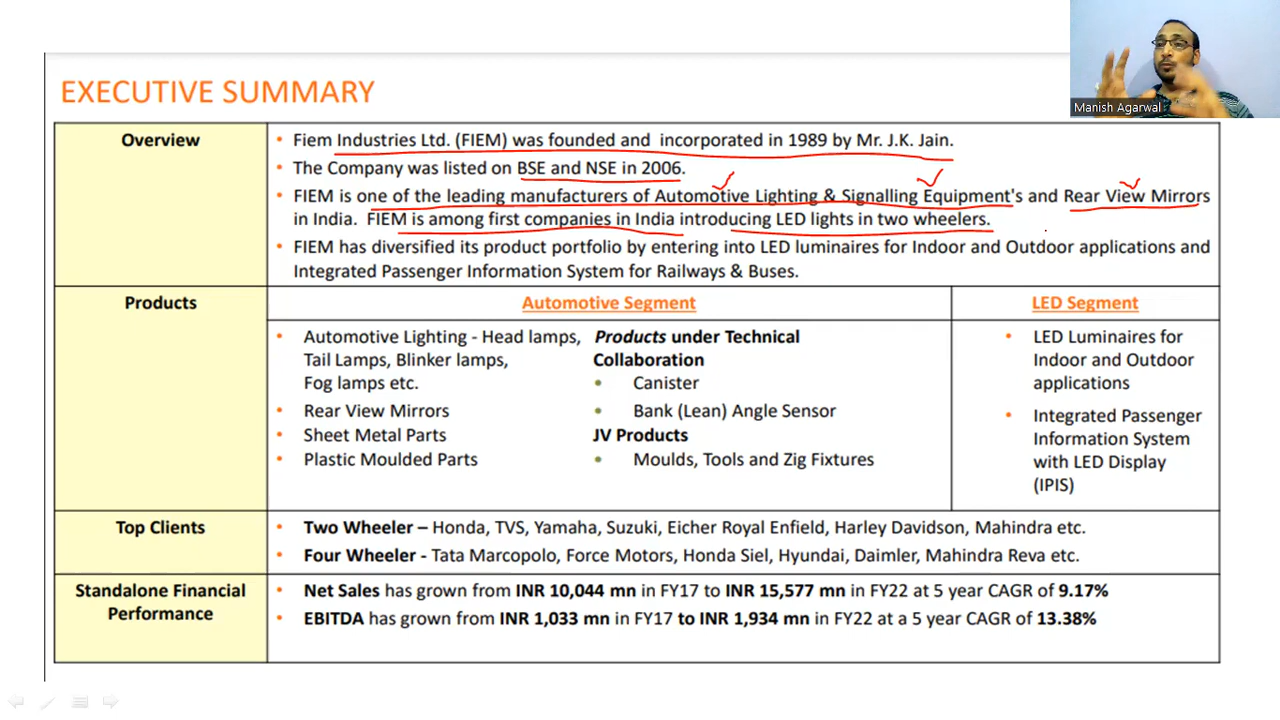 Manish Agarwal
EXECUTIVE SUMMARY
Overview
• Fiem Industries Ltd. (FIEM) was founded and incorporated in 1989 by Mr. J.K. Jain.
• The Company was listed on BSE and NSE in 2006.
• FIEM is one of the leading manufacturers of Automotive Lighting & Signalling Equipment's and Rear View Mirrors
in India. FIEM is among first companies in India introducing LED lights in two wheelers.
• FIEM has diversified its product portfolio by entering into LED luminaires for Indoor and Outdoor applications and
Integrated Passenger Information System for Railways & Buses.
Products
Automotive Segment
• Automotive Lighting - Head lamps,
Tail Lamps, Blinker lamps,
Fog lamps etc.
• Rear View Mirrors
• Sheet Metal Parts
• Plastic Moulded Parts
Products under Technical
Collaboration
• Canister
• Bank (Lean) Angle Sensor
JV Products
• Moulds, Tools and Zig Fixtures
LED Segment
• LED Luminaires for
Indoor and Outdoor
applications
• Integrated Passenger
Information System
with LED Display
(IPIS)
Top Clients
• Two Wheeler – Honda, TVS, Yamaha, Suzuki, Eicher Royal Enfield, Harley Davidson, Mahindra etc.
• Four Wheeler - Tata Marcopolo, Force Motors, Honda Siel, Hyundai, Daimler, Mahindra Reva etc.
Standalone Financial
Performance
• Net Sales has grown from INR 10,044 mn in FY17 to INR 15,577 mn in FY22 at 5 year CAGR of 9.17%
• EBITDA has grown from INR 1,033 mn in FY17 to INR 1,934 mn in FY22 at a 5 year CAGR of 13.38%